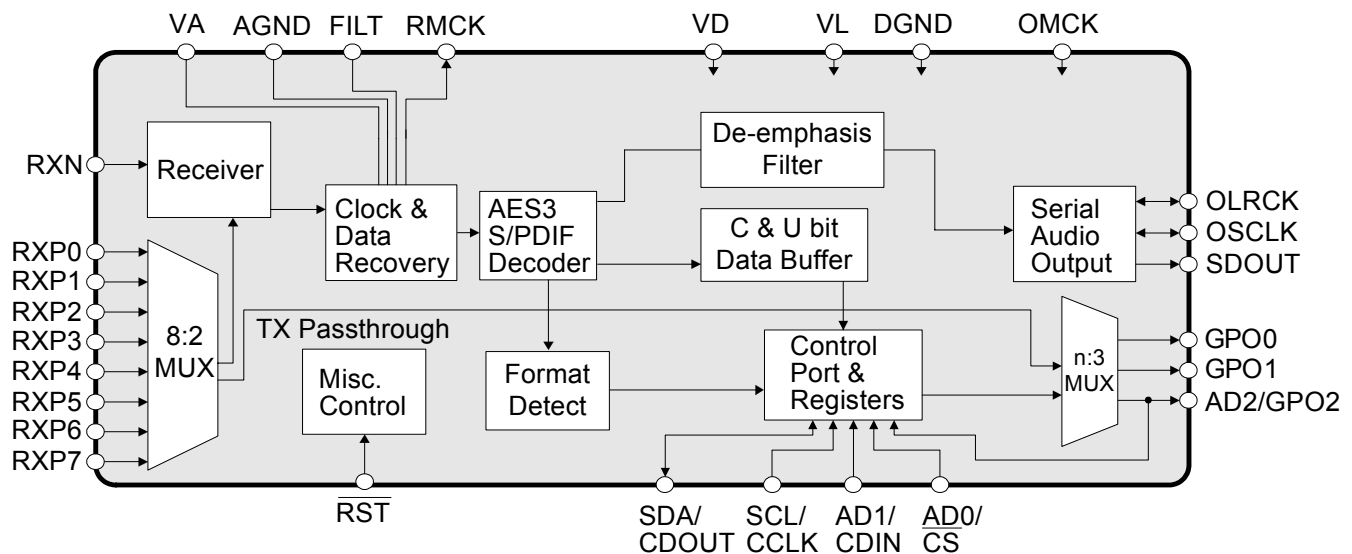 VA AGND FILT RMCK VD VL DGND OMCK
RXN
Receiver
Clock &
Data
Recovery
AES3
S/PDIF
Decoder
De-emphasis
Filter
C & U bit
Data Buffer
Serial
Audio
Output
OLRCK
OSCLK
SDOUT
RXP0
RXP1
RXP2
RXP3
RXP4
RXP5
RXP6
RXP7
8:2
MUX
TX Passthrough
Misc.
Control
Format
Detect
Control
Port &
Registers
n:3
MUX
GPO0
GPO1
AD2/GPO2
RST
SDA/
CDOUT
SCL/
CCLK
AD1/
CDIN
AD0/
CS